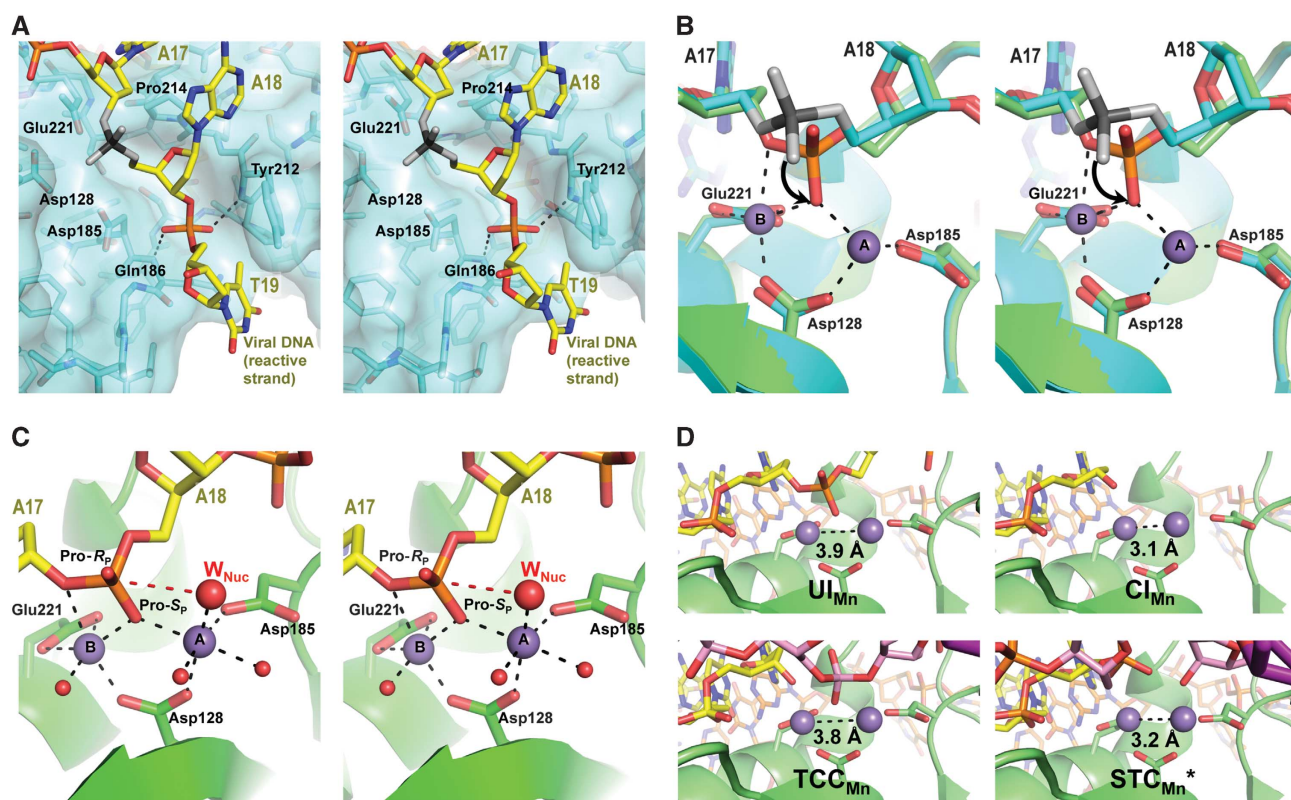 A
A17
A18
Pro214
Glu221
Tyr212
Asp128
Asp185
Gln186
T19
Viral DNA
(reactive
strand)
A17
A18
Pro214
Glu221
Tyr212
Asp128
Asp185
Gln186
T19
Viral DNA
(reactive
strand)
B
A17
A18
Glu221
B
A
Asp185
Asp128
A17
A18
Glu221
B
A
Asp185
Asp128
C
A17
A18
Pro-RP
WNuc
Pro-SP
Glu221
Asp185
B
A
Asp128
A17
A18
Pro-RP
WNuc
Pro-SP
Glu221
Asp185
B
A
Asp128
D
3.9 Å
UIMn
3.1 Å
CIMn
3.8 Å
TCCMn
3.2 Å
STCMn*